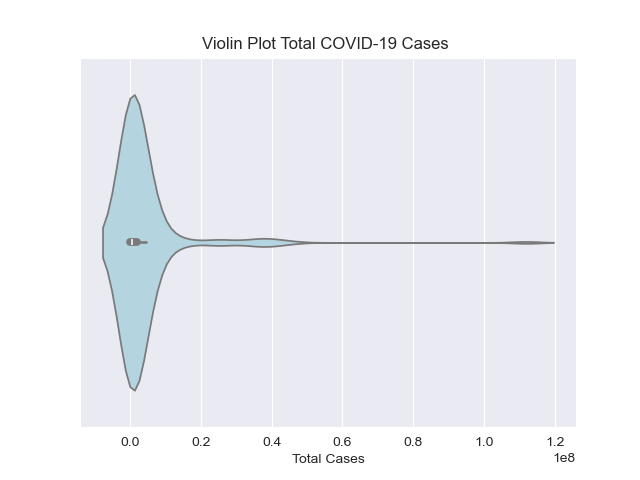 Violin Plot Total COVID-19 Cases
0.0 0.2 0.4 0.6 0.8 1.0 1.2
Total Cases
1e8